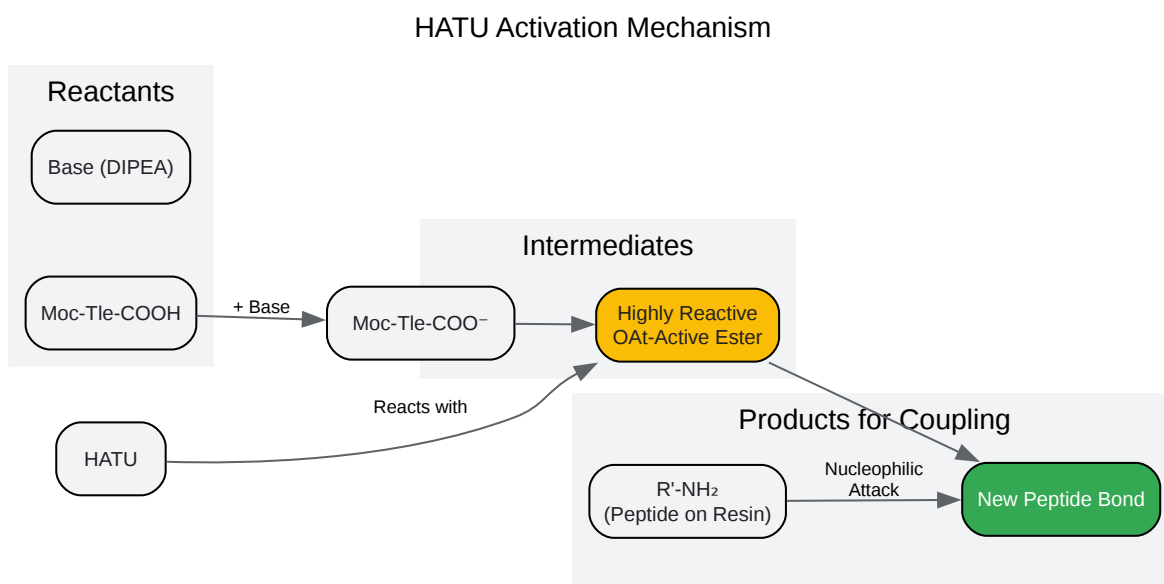 HATU Activation Mechanism
Reactants
Base (DIPEA)
Moc-Tle-COOH
+ Base
Moc-Tle-COO⁻
Intermediates
Highly Reactive
OAt-Active Ester
Reacts with
HATU
Products for Coupling
R'-NH₂
(Peptide on Resin)
Nucleophilic
Attack
New Peptide Bond